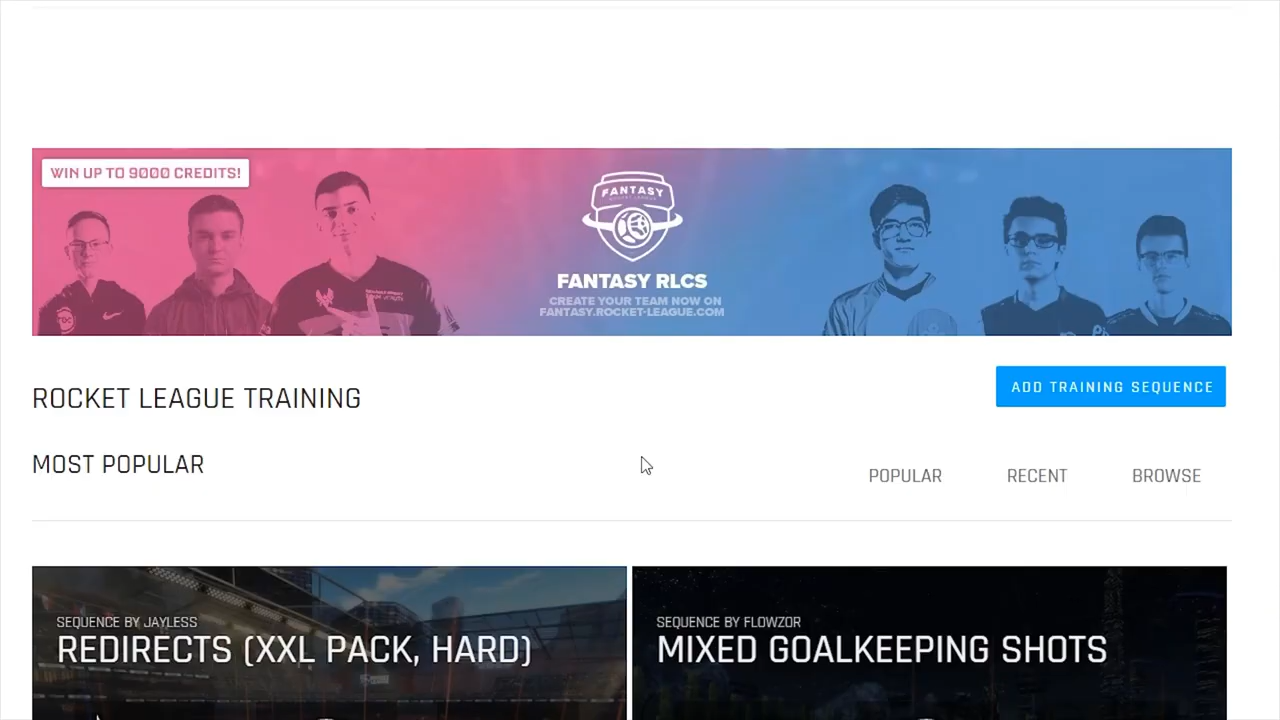 WIN UP TO 9000 CREDITS!
FANTASY
ROCKET LEAGUE
FANTASY RLCS
CREATE YOUR TEAM NOW ON
FANTASY.ROCKET-LEAGUE.COM
ROCKET LEAGUE TRAINING
ADD TRAINING SEQUENCE
MOST POPULAR
POPULAR
RECENT
BROWSE
SEQUENCE BY JAYLESS
REDIRECTS (XXL PACK, HARD)
SEQUENCE BY FLOWZOR
MIXED GOALKEEPING SHOTS